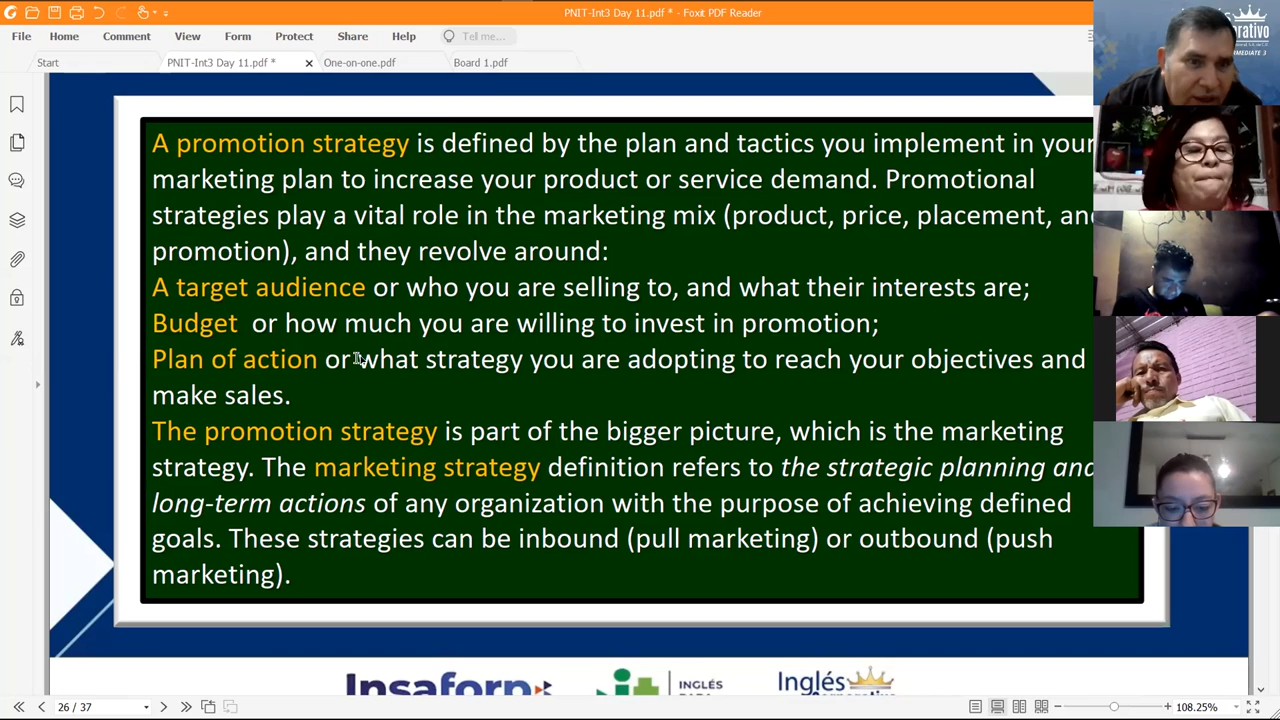 PNIT-Int3 Day 11.pdf * - Foxit PDF Reader
File Home Comment View Form Protect Share Help Tell me...
Start PNIT-Int3 Day 11.pdf * One-on-one.pdf Board 1.pdf
A promotion strategy is defined by the plan and tactics you implement in your
marketing plan to increase your product or service demand. Promotional
strategies play a vital role in the marketing mix (product, price, placement, and
promotion), and they revolve around:
A target audience or who you are selling to, and what their interests are;
Budget or how much you are willing to invest in promotion;
Plan of action or what strategy you are adopting to reach your objectives and
make sales.
The promotion strategy is part of the bigger picture, which is the marketing
strategy. The marketing strategy definition refers to the strategic planning and
long-term actions of any organization with the purpose of achieving defined
goals. These strategies can be inbound (pull marketing) or outbound (push
marketing).
Insaforp
INGLÉS
Inglés
26 / 37
108.25%